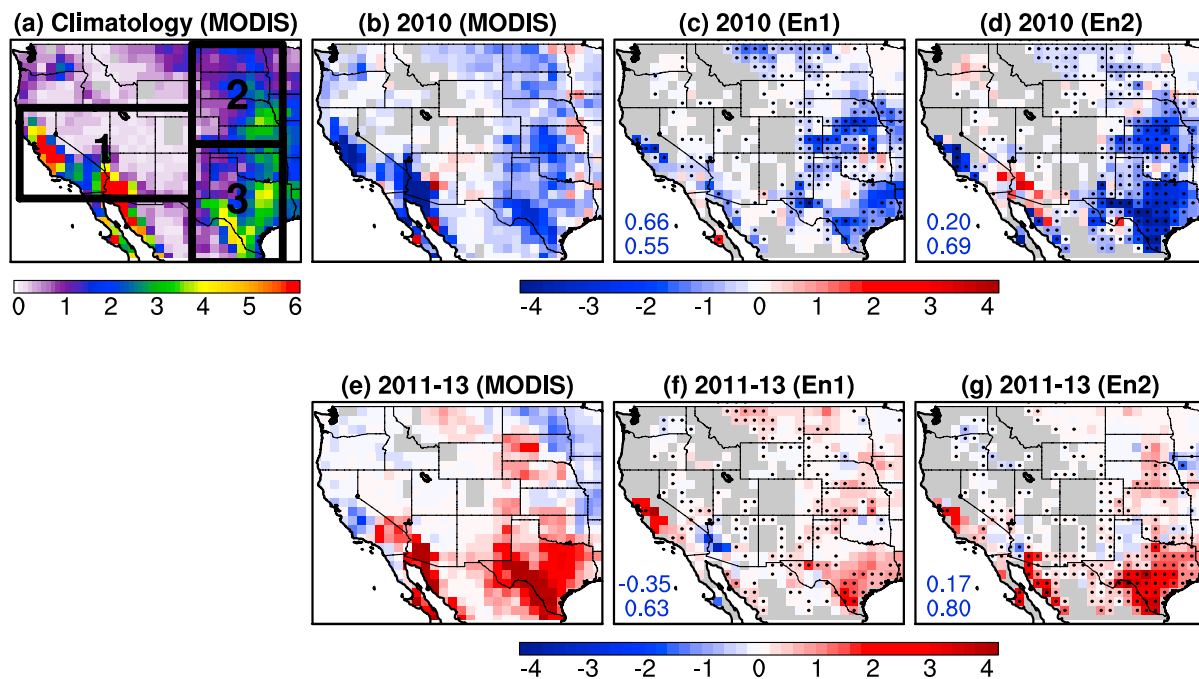 (a) Climatology (MODIS)
(b) 2010 (MODIS)
(c) 2010 (En1)
(d) 2010 (En2)
2
1
3
0.66
0.55
0.20
0.69
0 1 2 3 4 5 6
-4 -3 -2 -1 0 1 2 3 4
(e) 2011-13 (MODIS)
(f) 2011-13 (En1)
(g) 2011-13 (En2)
-0.35
0.63
0.17
0.80
-4 -3 -2 -1 0 1 2 3 4